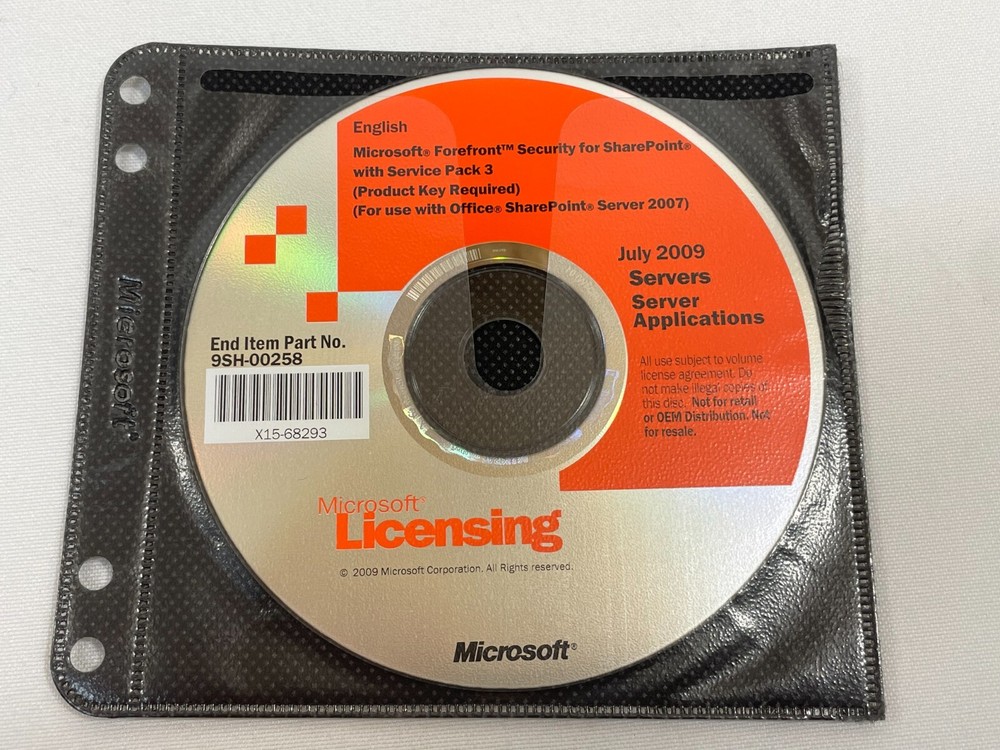 English
Microsoft® Forefront™ Security for SharePoint®
with Service Pack 3
(Product Key Required)
(For use with Office® SharePoint® Server 2007)
July 2009
Servers
Server
Applications
All use subject to volume
license agreement. Do
not make illegal copies of
this disc. Not for retail
or OEM Distribution. Not
for resale.
End Item Part No.
9SH-00258
X15-68293
Microsoft®
Licensing
© 2009 Microsoft Corporation. All Rights reserved.
Microsoft®
Microsoft®